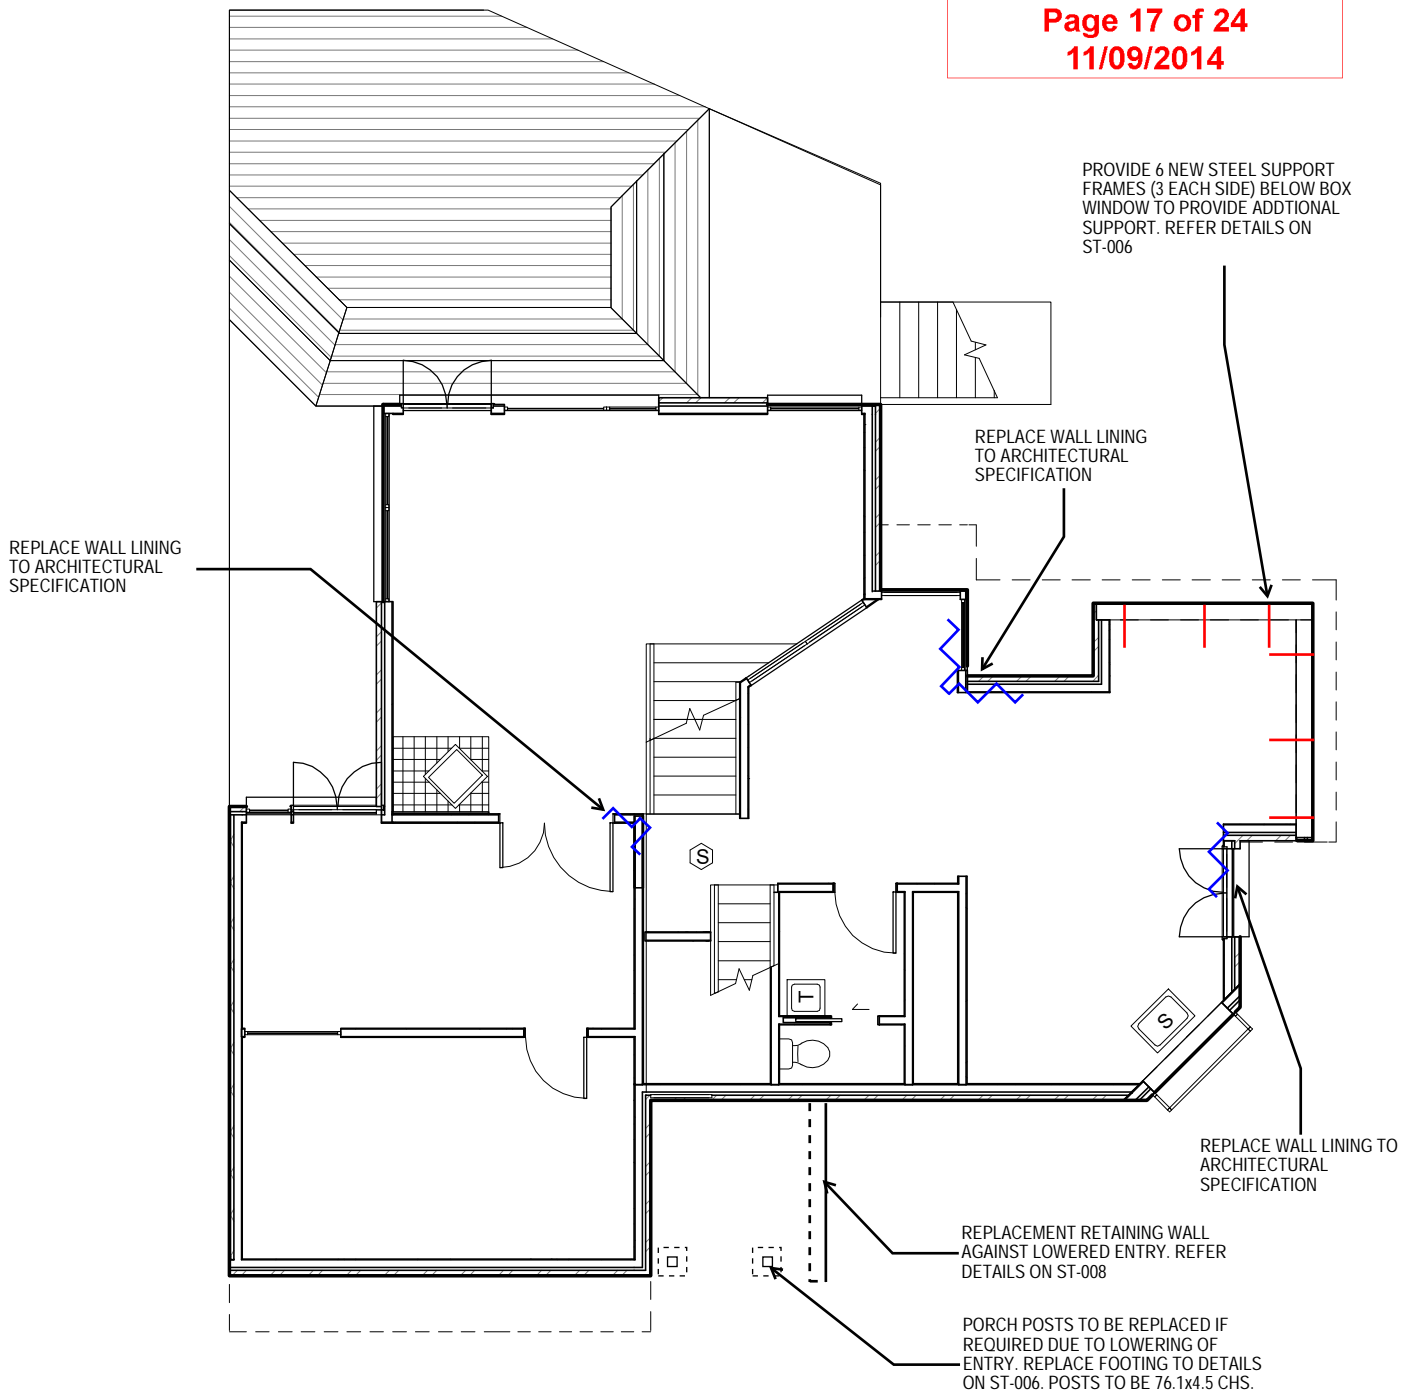 Page 17 of 24
11/09/2014
PROVIDE 6 NEW STEEL SUPPORT
FRAMES (3 EACH SIDE) BELOW BOX
WINDOW TO PROVIDE ADDTIONAL
SUPPORT. REFER DETAILS ON
ST-006
REPLACE WALL LINING
TO ARCHITECTURAL
SPECIFICATION
REPLACE WALL LINING
TO ARCHITECTURAL
SPECIFICATION
S
T
S
REPLACE WALL LINING TO
ARCHITECTURAL
SPECIFICATION
REPLACEMENT RETAINING WALL
AGAINST LOWERED ENTRY. REFER
DETAILS ON ST-008
PORCH POSTS TO BE REPLACED IF
REQUIRED DUE TO LOWERING OF
ENTRY. REPLACE FOOTING TO DETAILS
ON ST-006. POSTS TO BE 76.1x4.5 CHS.